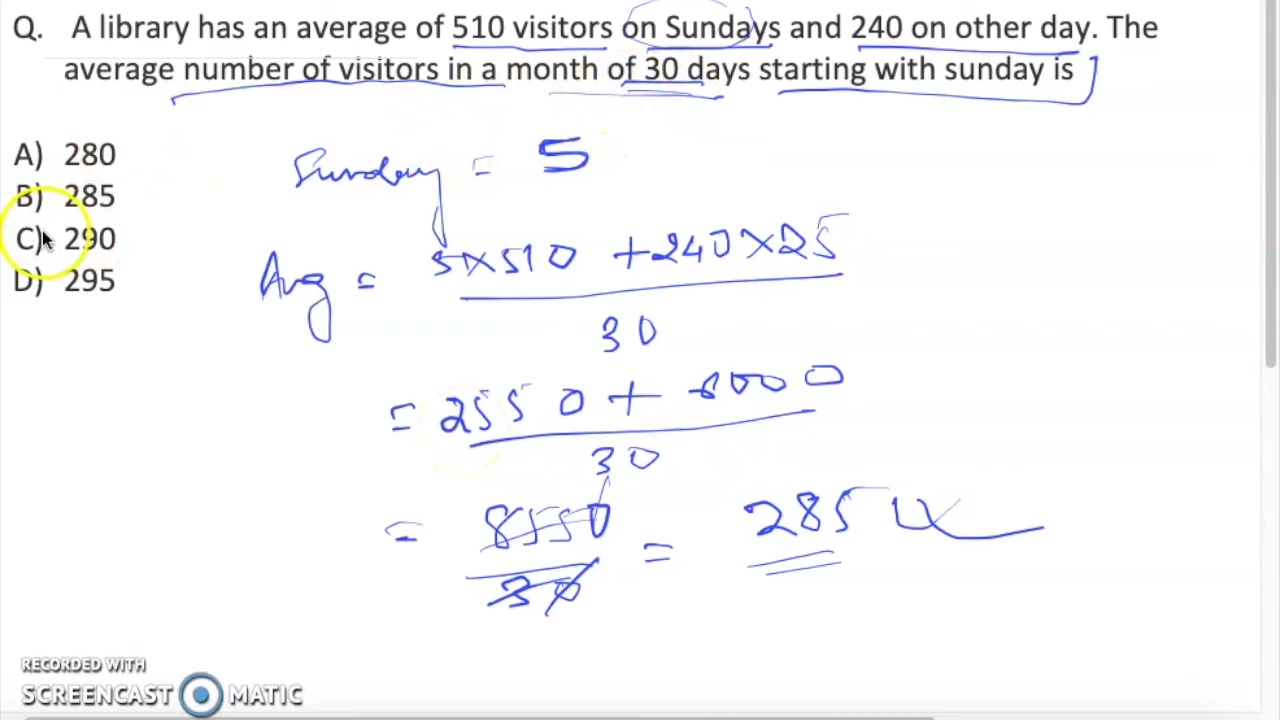 Q. A library has an average of 510 visitors on Sundays and 240 on other day. The
average number of visitors in a month of 30 days starting with sunday is
A) 280
B) 285
C) 290
D) 295
Sunday = 5
Avg = 5×510 + 240×25
30
= 2550 + 6000
30
= 8550
30
= 285
RECORDED WITH
SCREENCAST MATIC